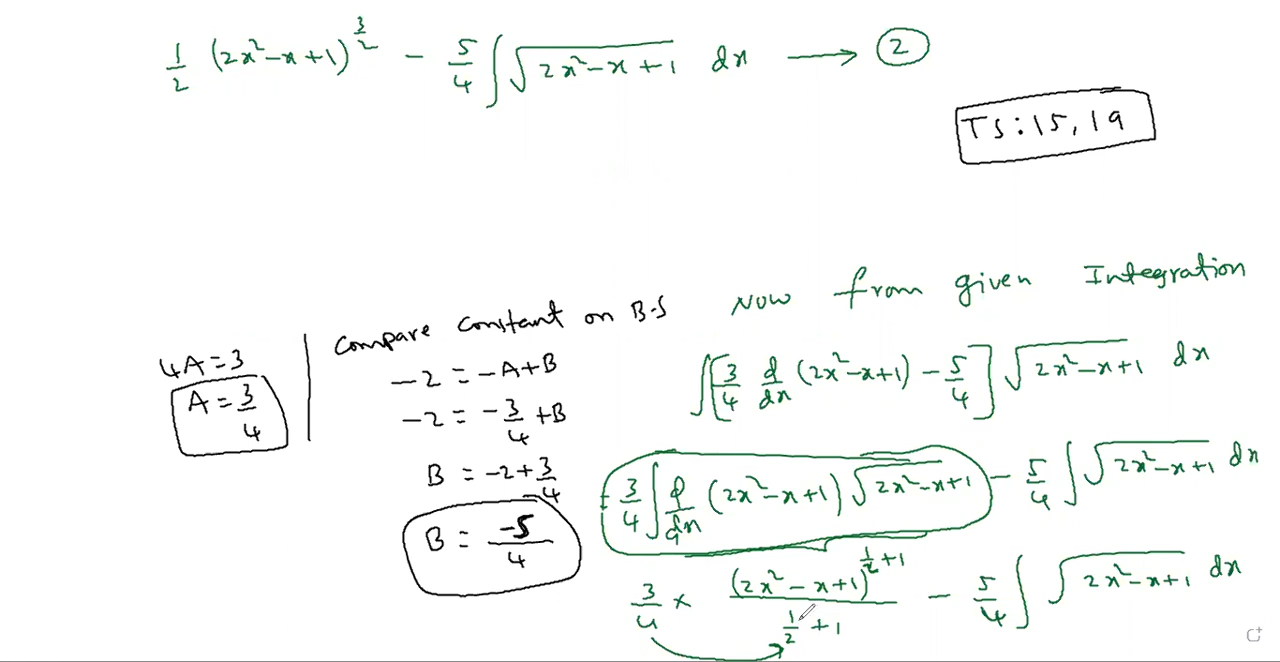 1/2 (2x²-x+1)^(3/2) - 5/4 ∫ √(2x²-x+1) dx → ②
TS:15, 19
Now from given Integration
Compare constant on B.S
4A=3
A=3/4
-2 = -A+B
-2 = -3/4 +B
B = -2+3/4
B = -5/4
∫[3/4 d/dx (2x²-x+1) - 5/4] √(2x²-x+1) dx
= 3/4 ∫ d/dx (2x²-x+1) √(2x²-x+1) - 5/4 ∫ √(2x²-x+1) dx
3/4 × (2x²-x+1)^(1/2+1) / (1/2+1) - 5/4 ∫ √(2x²-x+1) dx